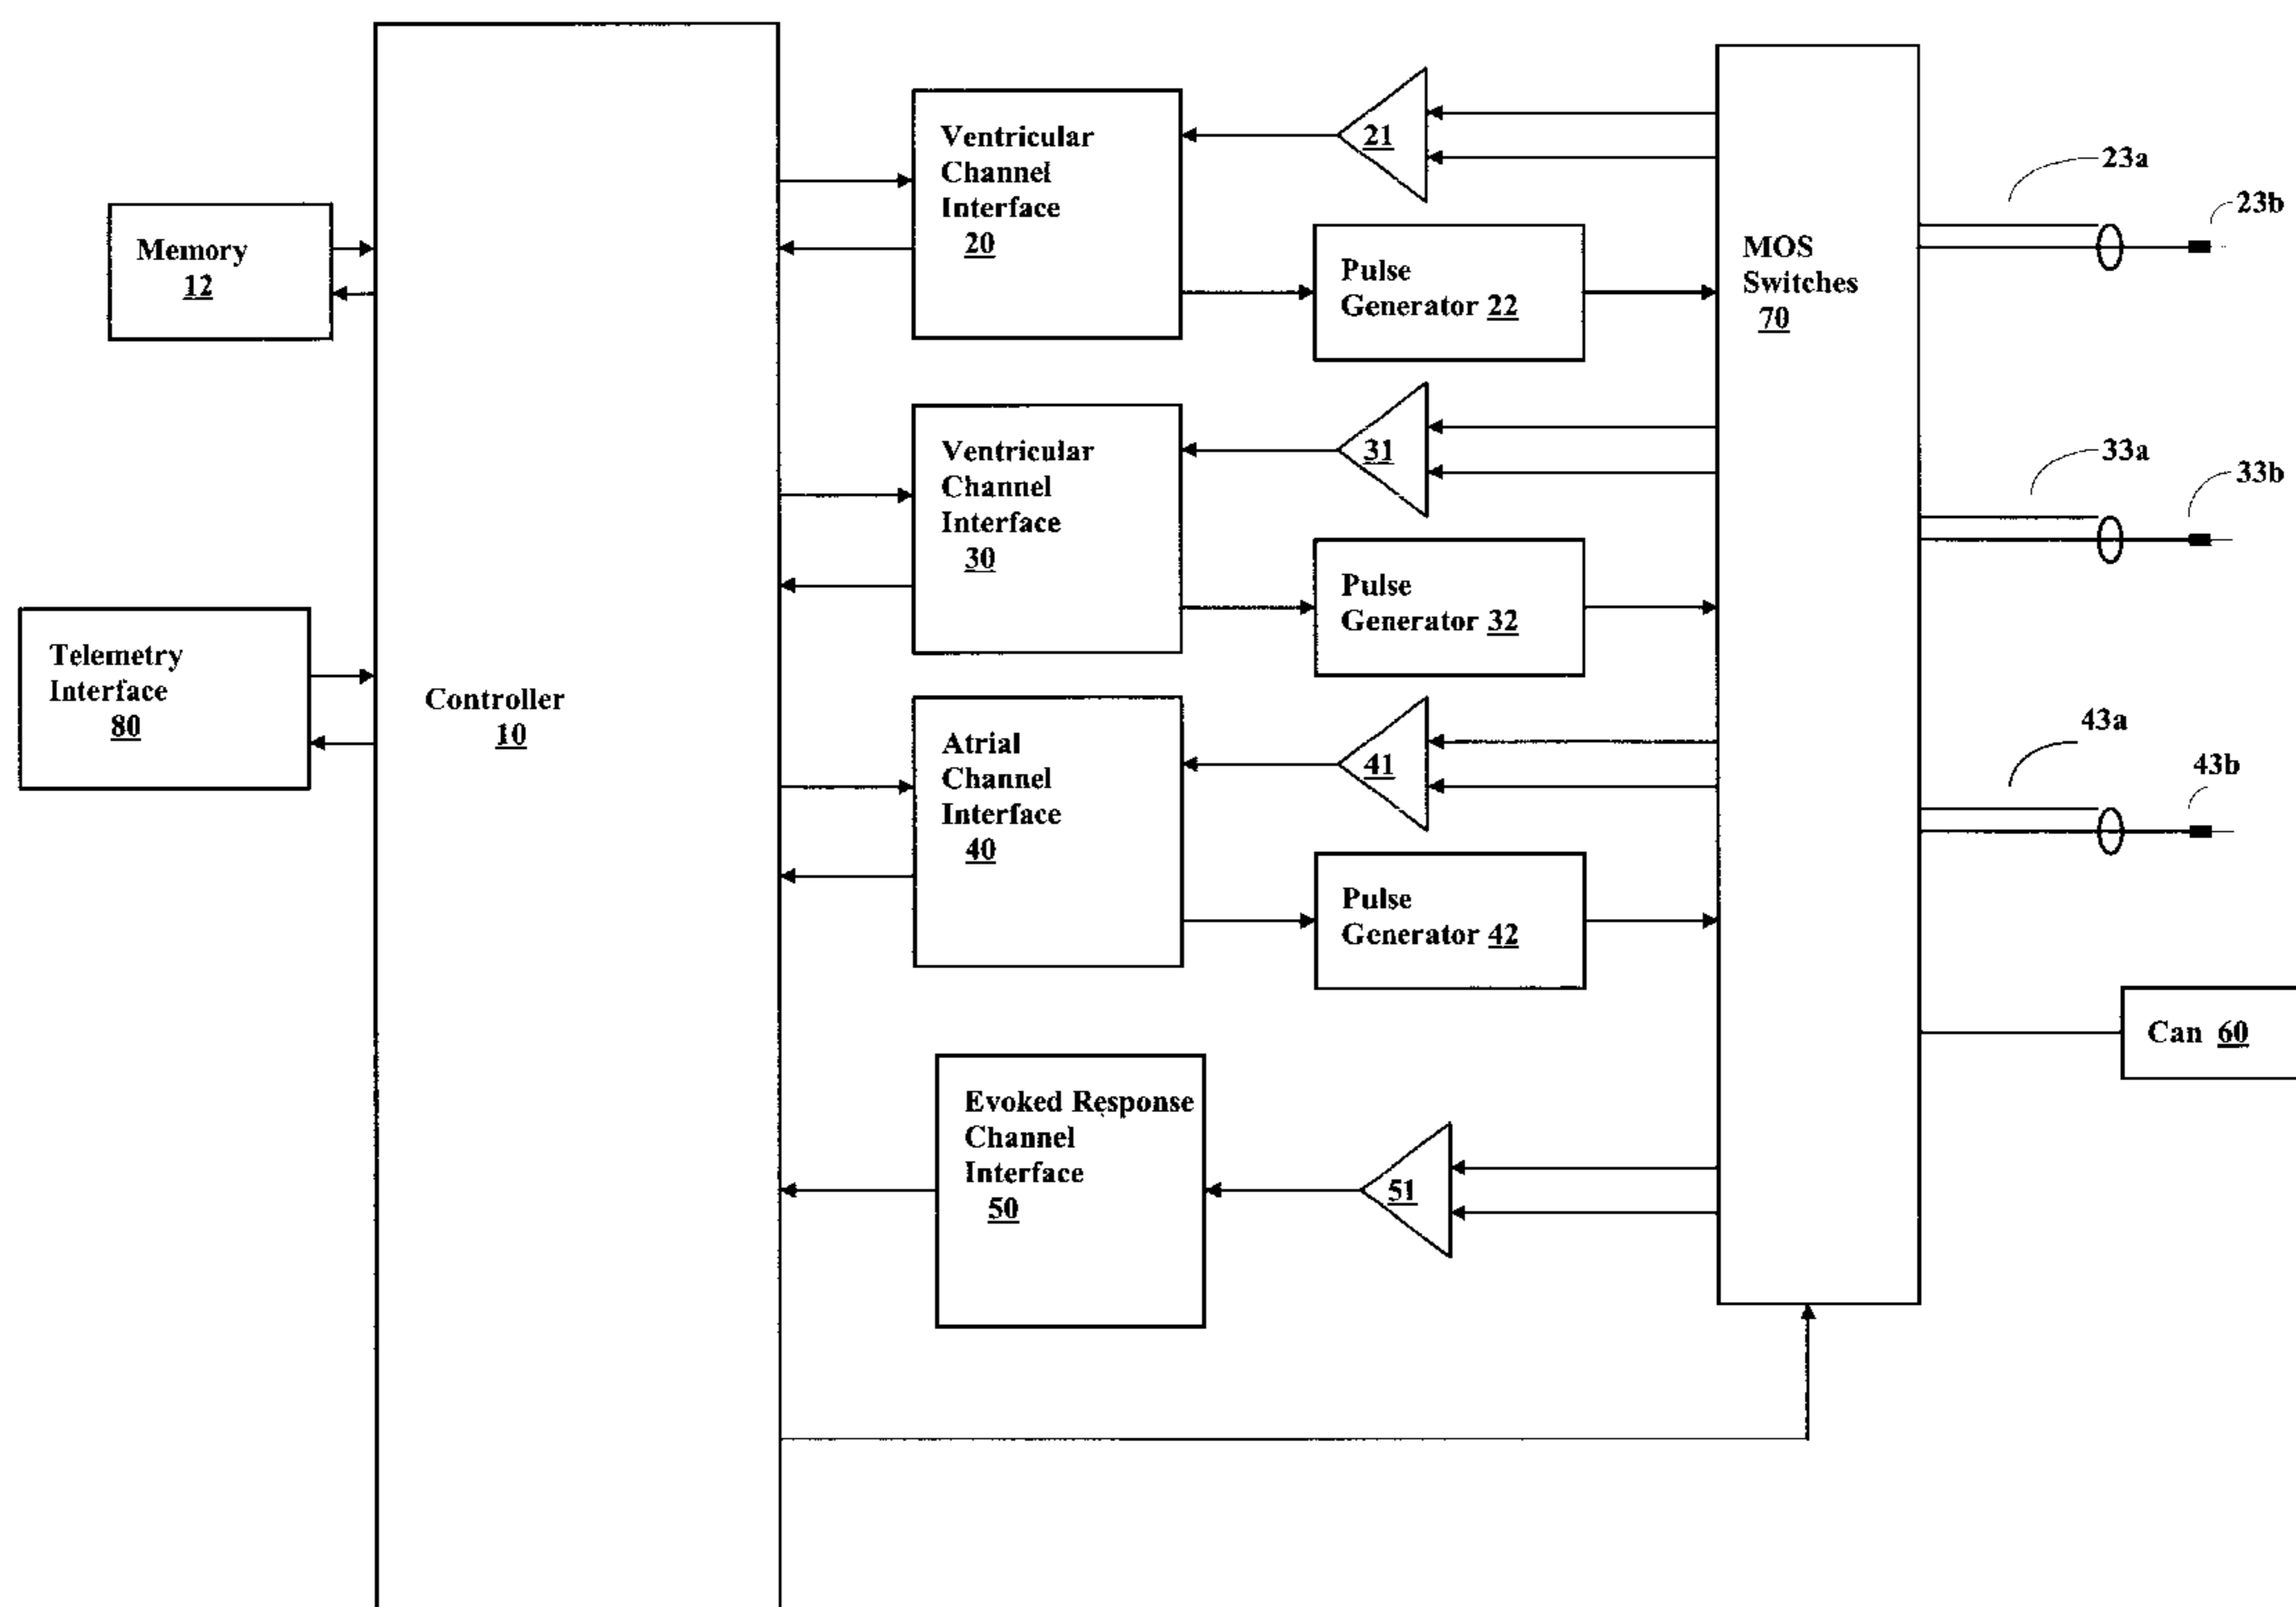 Memory
12
Telemetry
Interface
80
Controller
10
Ventricular
Channel
Interface
20
21
Pulse
Generator 22
Ventricular
Channel
Interface
30
31
Pulse
Generator 32
Atrial
Channel
Interface
40
41
Pulse
Generator 42
Evoked Response
Channel
Interface
50
51
MOS
Switches
70
23a
23b
33a
33b
43a
43b
Can 60